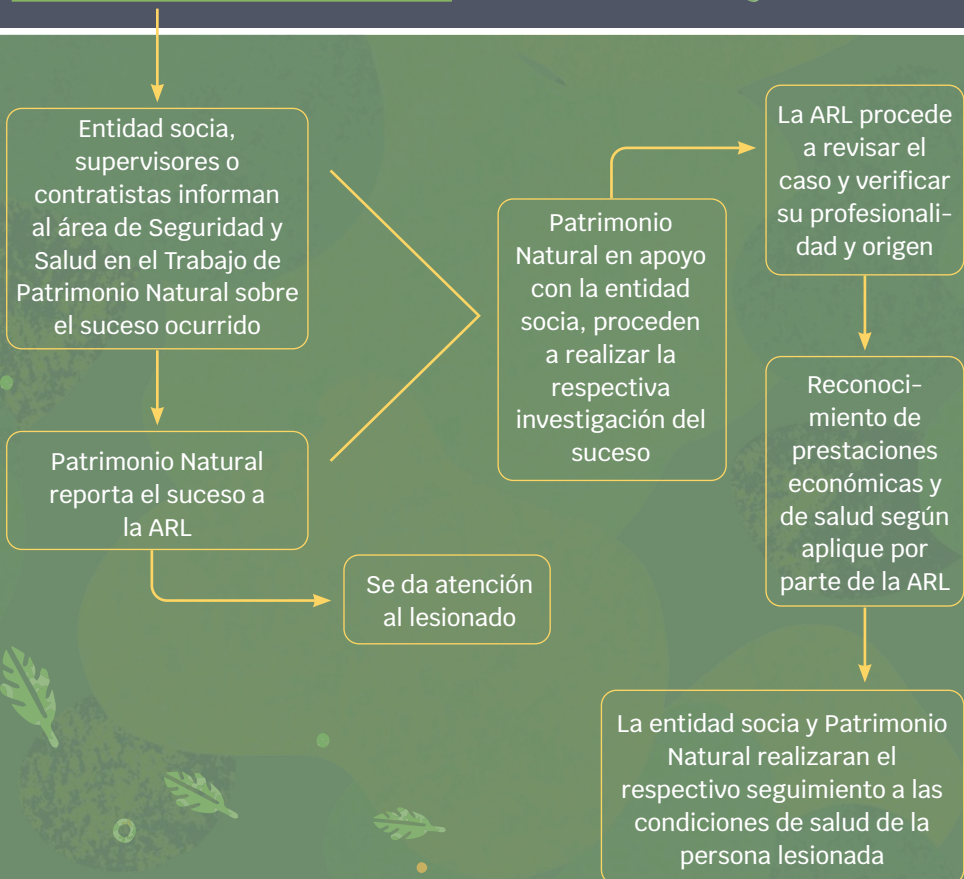 Entidad socia,
supervisores o
contratistas informan
al área de Seguridad y
Salud en el Trabajo de
Patrimonio Natural sobre
el suceso ocurrido
Patrimonio Natural
reporta el suceso a
la ARL
Se da atención
al lesionado
Patrimonio
Natural en apoyo
con la entidad
socia, proceden
a realizar la
respectiva
investigación del
suceso
La ARL procede
a revisar el
caso y verificar
su profesionali-
dad y origen
Reconoci-
miento de
prestaciones
económicas y
de salud según
aplique por
parte de la ARL
La entidad socia y Patrimonio
Natural realizaran el
respectivo seguimiento a las
condiciones de salud de la
persona lesionada